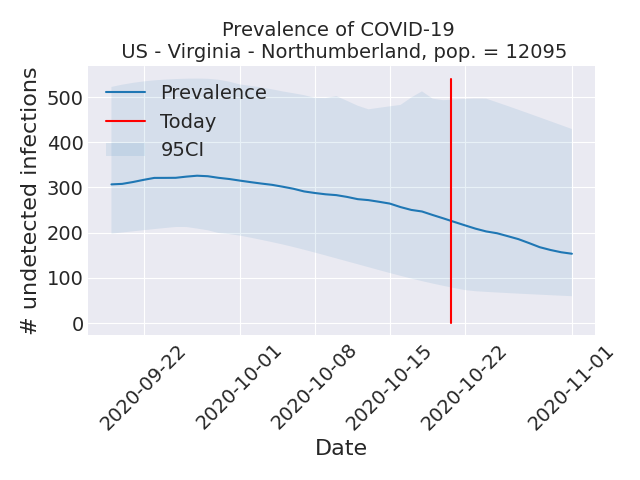 Prevalence of COVID-19
US - Virginia - Northumberland, pop. = 12095
# undetected infections
500
400
300
200
100
0
Prevalence
Today
95CI
2020-09-22
2020-10-01
2020-10-08
2020-10-15
2020-10-22
2020-11-01
Date